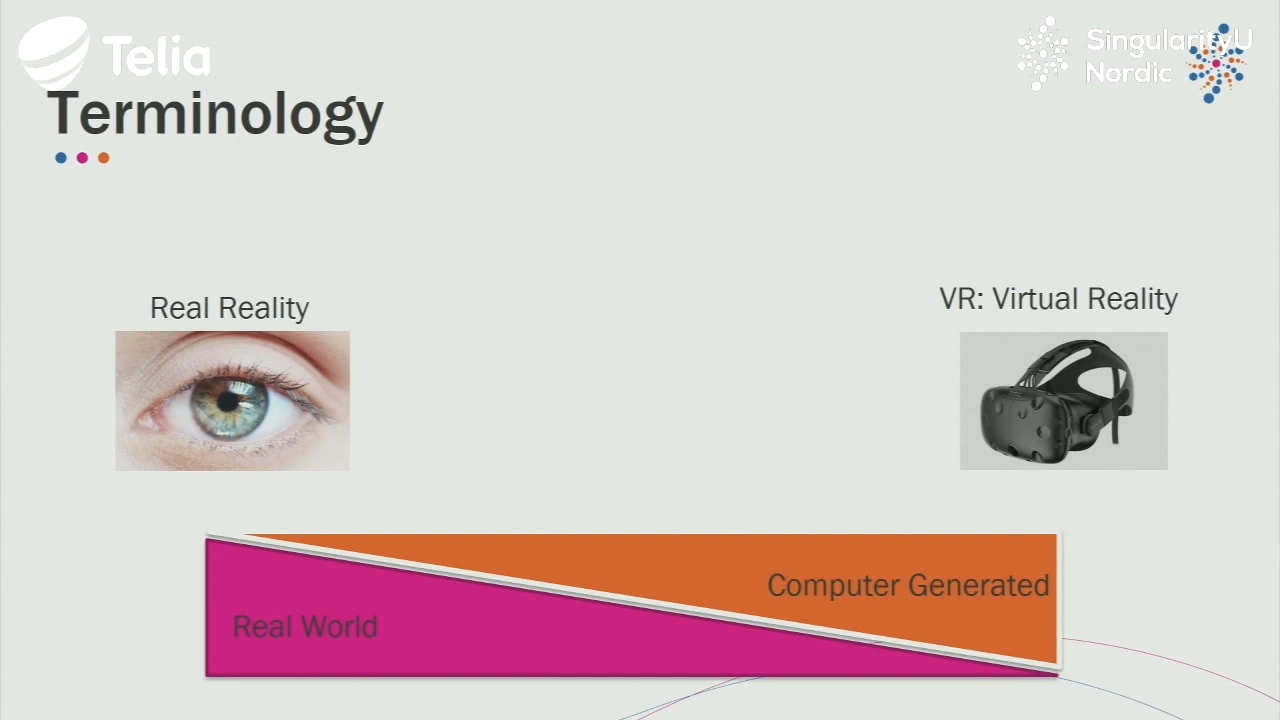 Telia
SingularityU
Nordic
Terminology
Real Reality
VR: Virtual Reality
Computer Generated
Real World